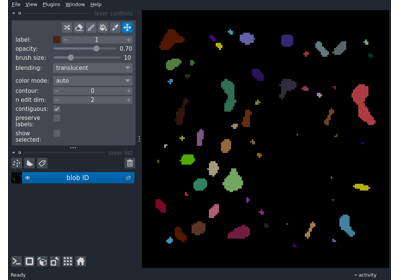 File View Plugins Window Help
layer controls
label: 1
opacity: 0.70
brush size: 10
blending: translucent
color mode: auto
contour: 0
n edit dim: 2
contiguous:
preserve
labels:
show
selected:
layer list
blob ID
Ready
activity